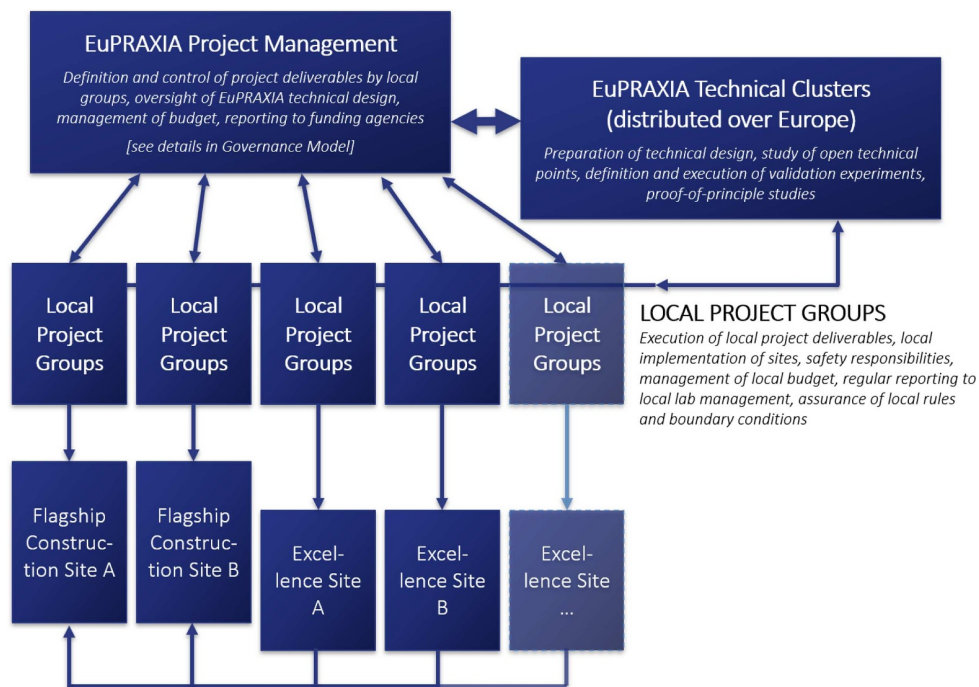 EuPRAXIA Project Management
Definition and control of project deliverables by local
groups, oversight of EuPRAXIA technical design,
management of budget, reporting to funding agencies
[see details in Governance Model]
EuPRAXIA Technical Clusters
(distributed over Europe)
Preparation of technical design, study of open technical
points, definition and execution of validation experiments,
proof-of-principle studies
Local
Project
Groups
Local
Project
Groups
Local
Project
Groups
Local
Project
Groups
Local
Project
Groups
LOCAL PROJECT GROUPS
Execution of local project deliverables, local
implementation of sites, safety responsibilities,
management of local budget, regular reporting to
local lab management, assurance of local rules
and boundary conditions
Flagship
Construc-
tion Site A
Flagship
Construc-
tion Site B
Excel-
lence Site
A
Excel-
lence Site
B
Excel-
lence Site
...